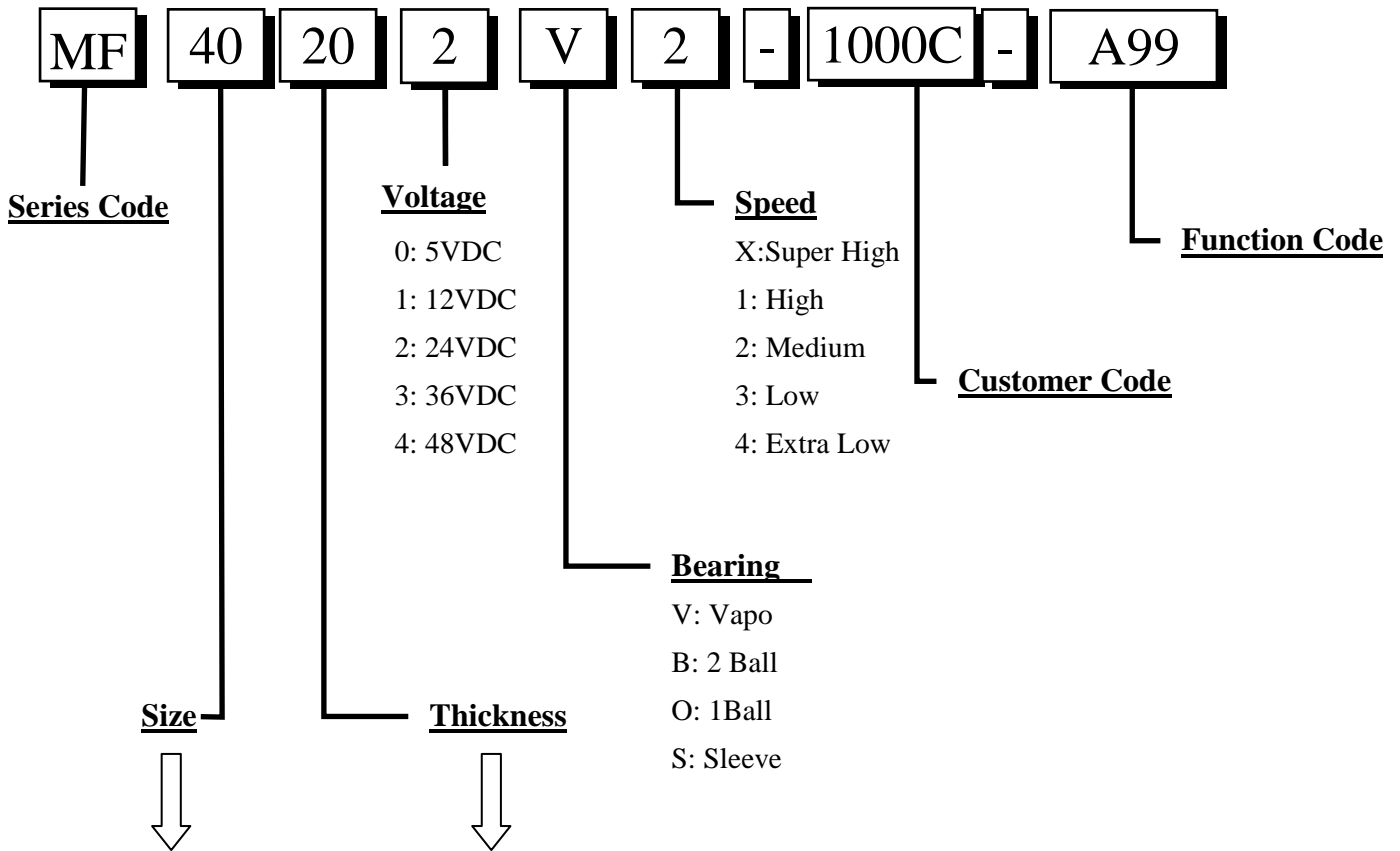 MF 40 20 2 V 2 - 1000C - A99
Series Code
Voltage
0: 5VDC
1: 12VDC
2: 24VDC
3: 36VDC
4: 48VDC
Speed
X:Super High
1: High
2: Medium
3: Low
4: Extra Low
Function Code
Customer Code
Bearing
V: Vapo
B: 2 Ball
O: 1Ball
S: Sleeve
Size
Thickness